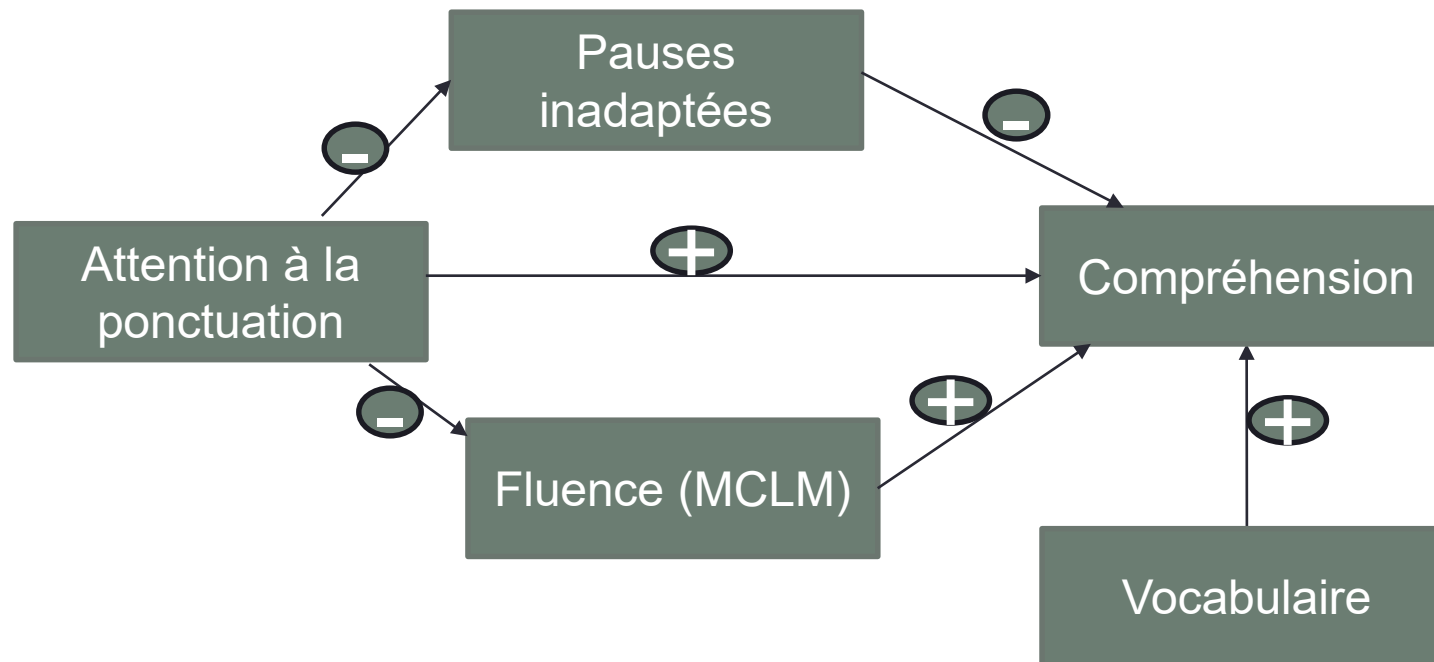 Pauses
inadaptées
-
-
Attention à la
ponctuation
+
Compréhension
-
+
+
Fluence (MCLM)
Vocabulaire